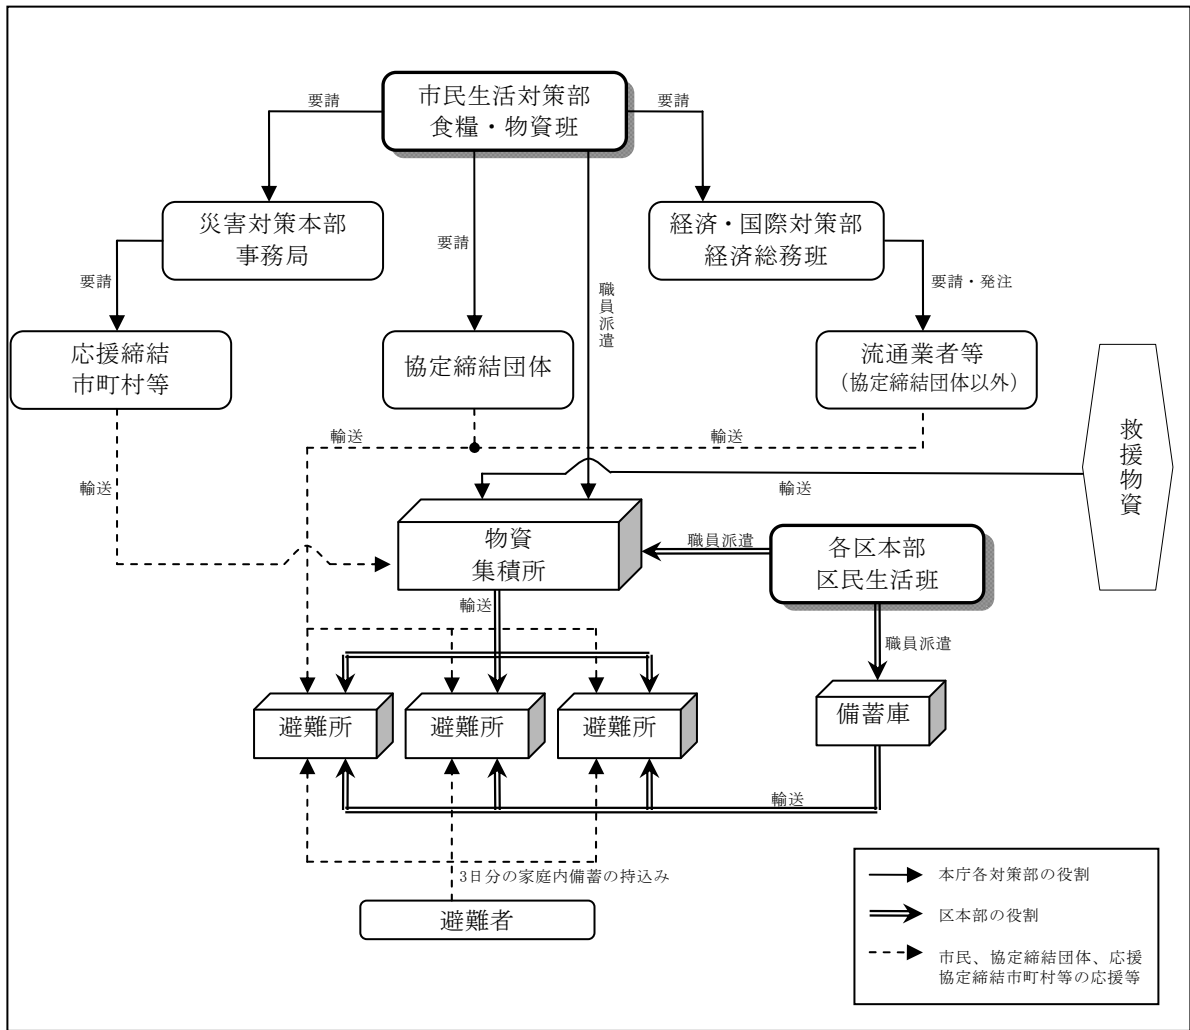 市民生活対策部
食糧・物資班
要請
要請
災害対策本部
事務局
要請
経済・国際対策部
経済総務班
要請
職員派遣
要請・発注
応援締結
市町村等
協定締結団体
流通業者等
（協定締結団体以外）
救援物資
輸送
輸送
輸送
輸送
物資
集積所
職員派遣
各区本部
区民生活班
輸送
職員派遣
避難所
避難所
避難所
備蓄庫
輸送
3日分の家庭内備蓄の持込み
避難者
本庁各対策部の役割
区本部の役割
市民、協定締結団体、応援
協定締結市町村等の応援等